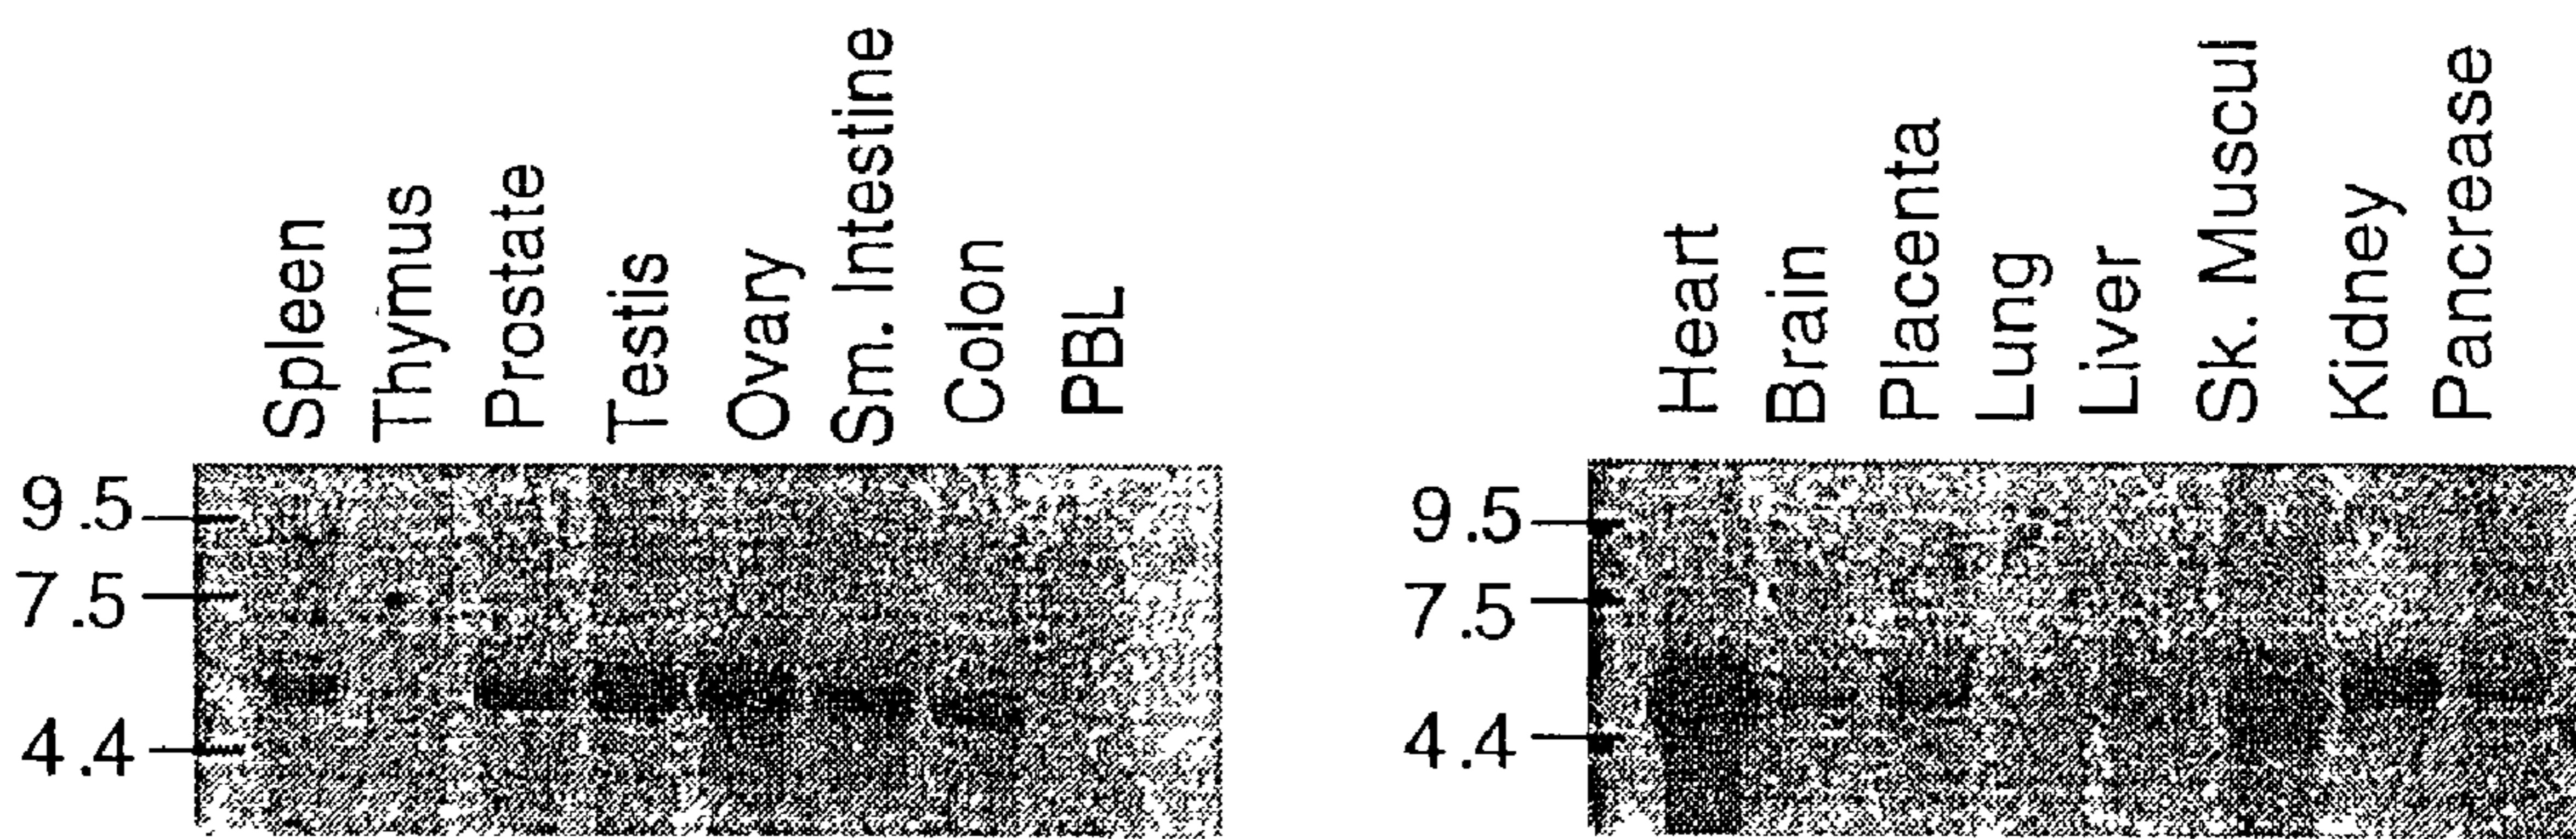 Spleen
Thymus
Prostate
Testis
Ovary
Sm. Intestine
Colon
PBL
9.5
7.5
4.4
Heart
Brain
Placenta
Lung
Liver
Sk. Muscul
Kidney
Pancrease
9.5
7.5
4.4